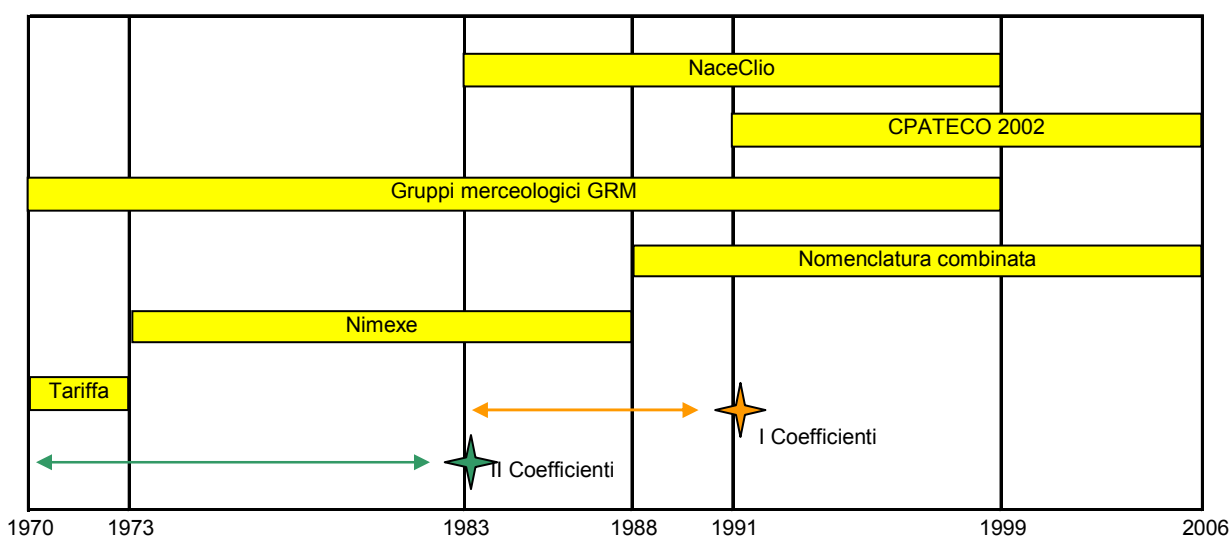 NaceClio
CPATECO 2002
Gruppi merceologici GRM
Nomenclatura combinata
Nimexe
Tariffa
I Coefficienti
II Coefficienti
1970 1973 1983 1988 1991 1999 2006